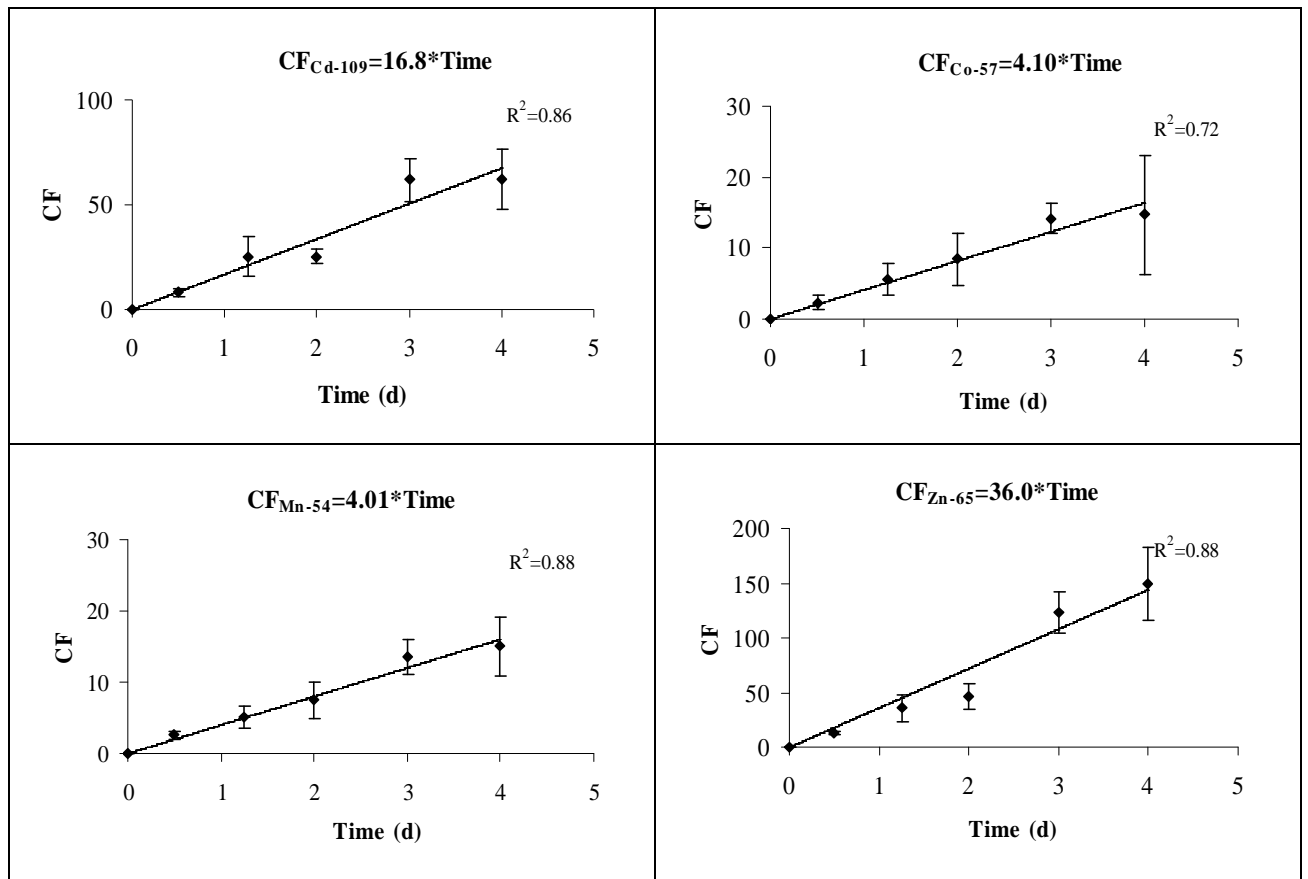 CF_Cd-109=16.8*Time
R²=0.86
100
50
0
CF
0 1 2 3 4 5
Time (d)
CF_Co-57=4.10*Time
R²=0.72
30
20
10
0
CF
0 1 2 3 4 5
Time (d)
CF_Mn-54=4.01*Time
R²=0.88
30
20
10
0
CF
0 1 2 3 4 5
Time (d)
CF_Zn-65=36.0*Time
R²=0.88
200
150
100
50
0
CF
0 1 2 3 4 5
Time (d)